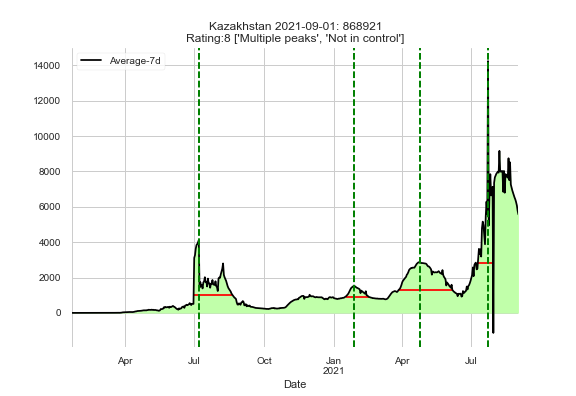 Kazakhstan 2021-09-01: 868921
Rating:8 ['Multiple peaks', 'Not in control']
Average-7d
14000
12000
10000
8000
6000
4000
2000
0
Apr Jul Oct Jan Apr Jul
2021
Date